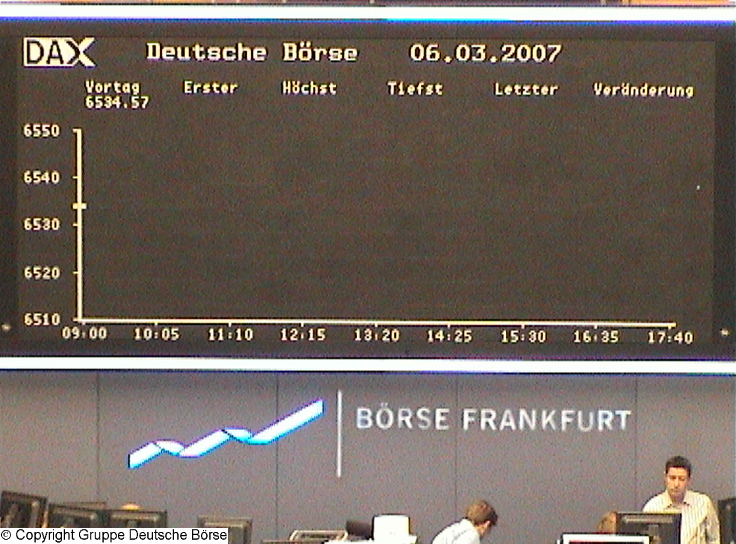 DAX Deutsche Börse 06.03.2007
Vortag Erster Höchst Tiefst Letzter Veränderung
6534.57
6550
6540
6530
6520
6510
09:00 10:05 11:10 12:15 13:20 14:25 15:30 16:35 17:40
BÖRSE FRANKFURT
© Copyright Gruppe Deutsche Börse